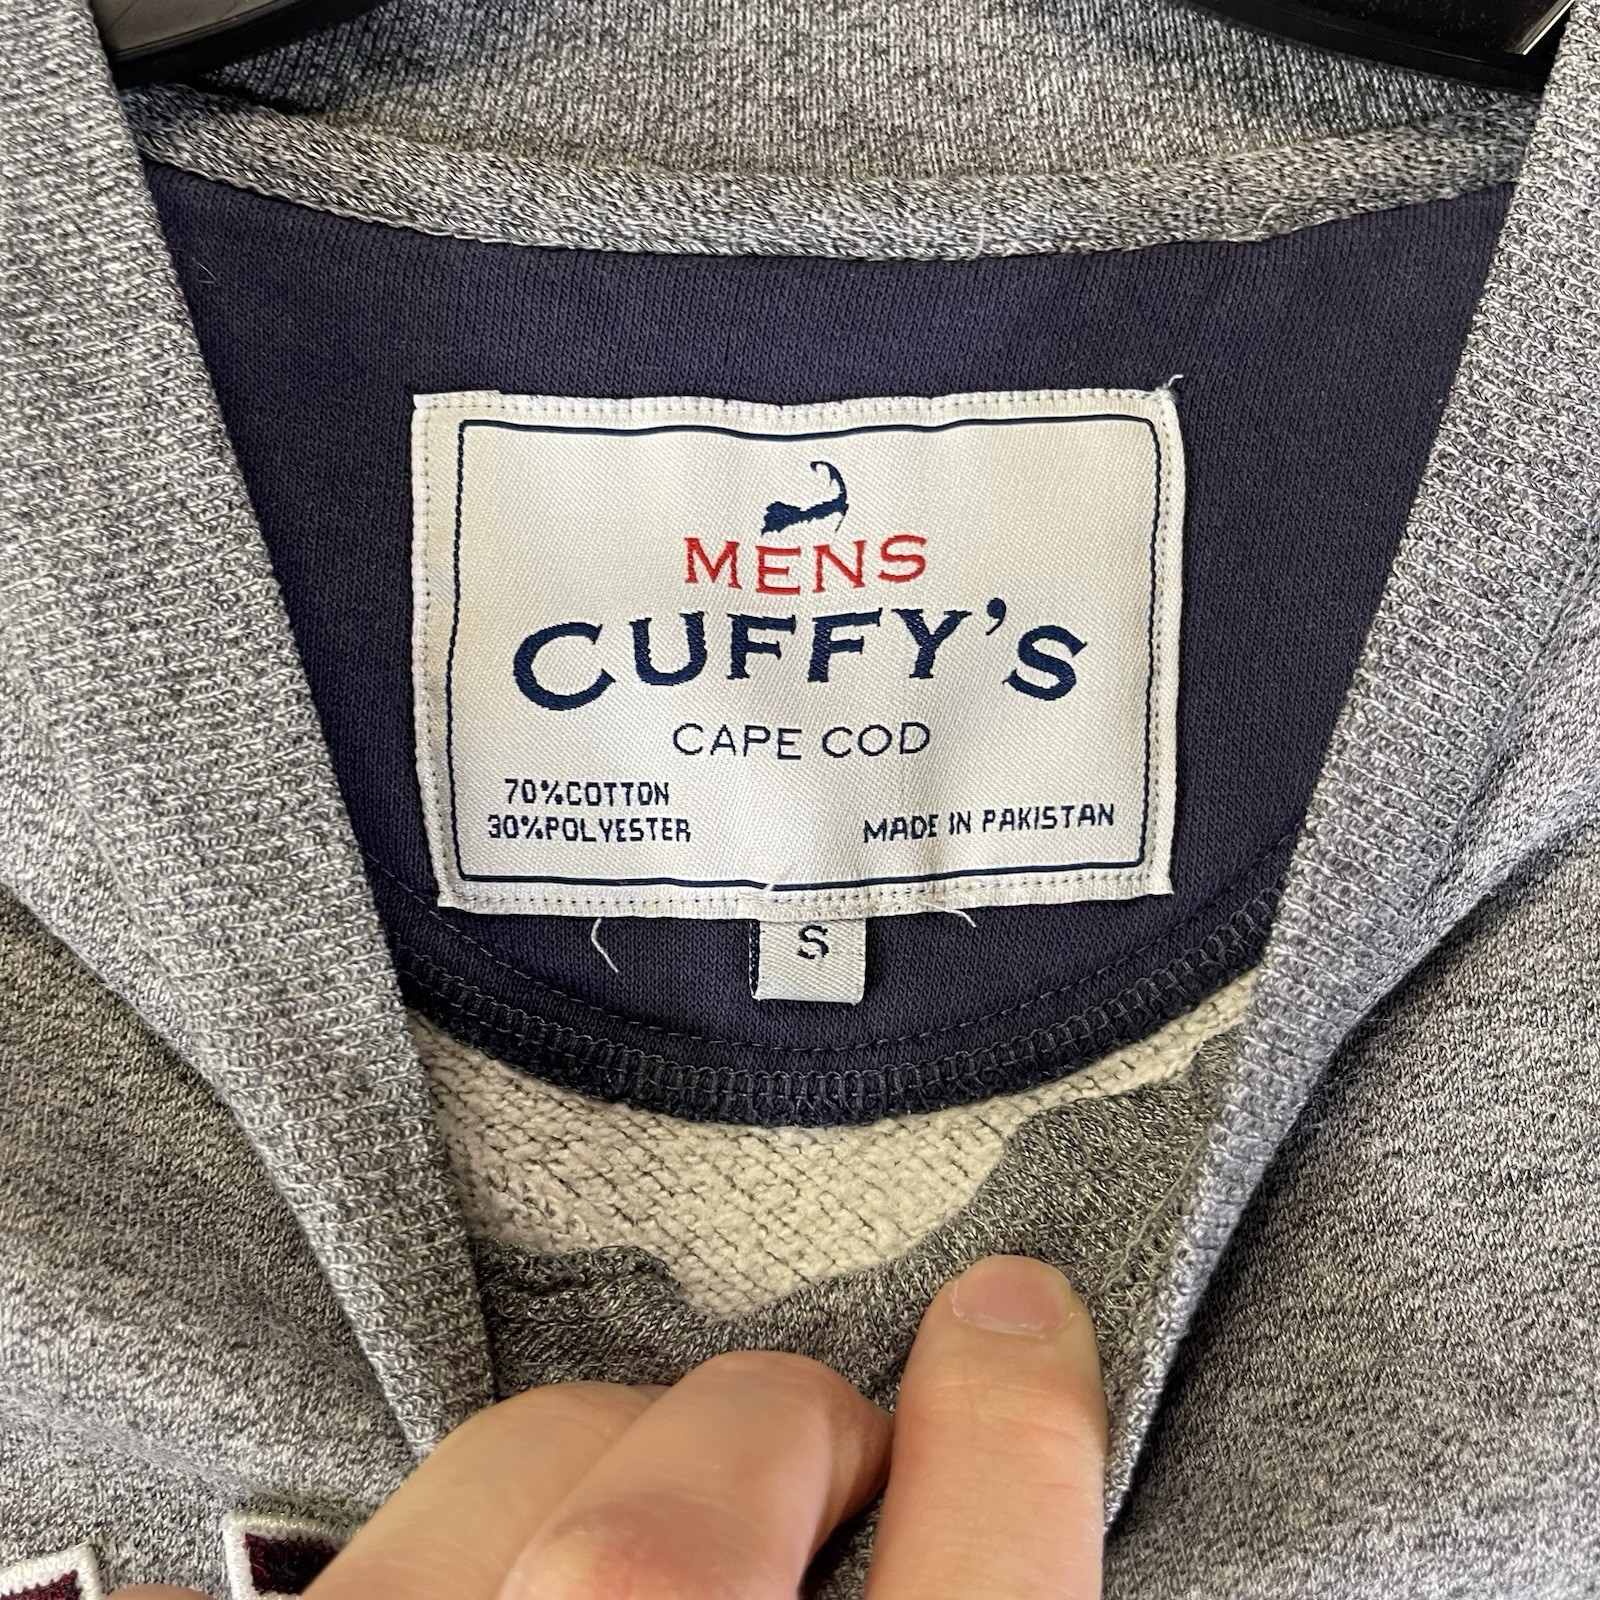 MENS
CUFFY'S
CAPE COD
70%COTTON
30%POLYESTER
MADE IN PAKISTAN
S